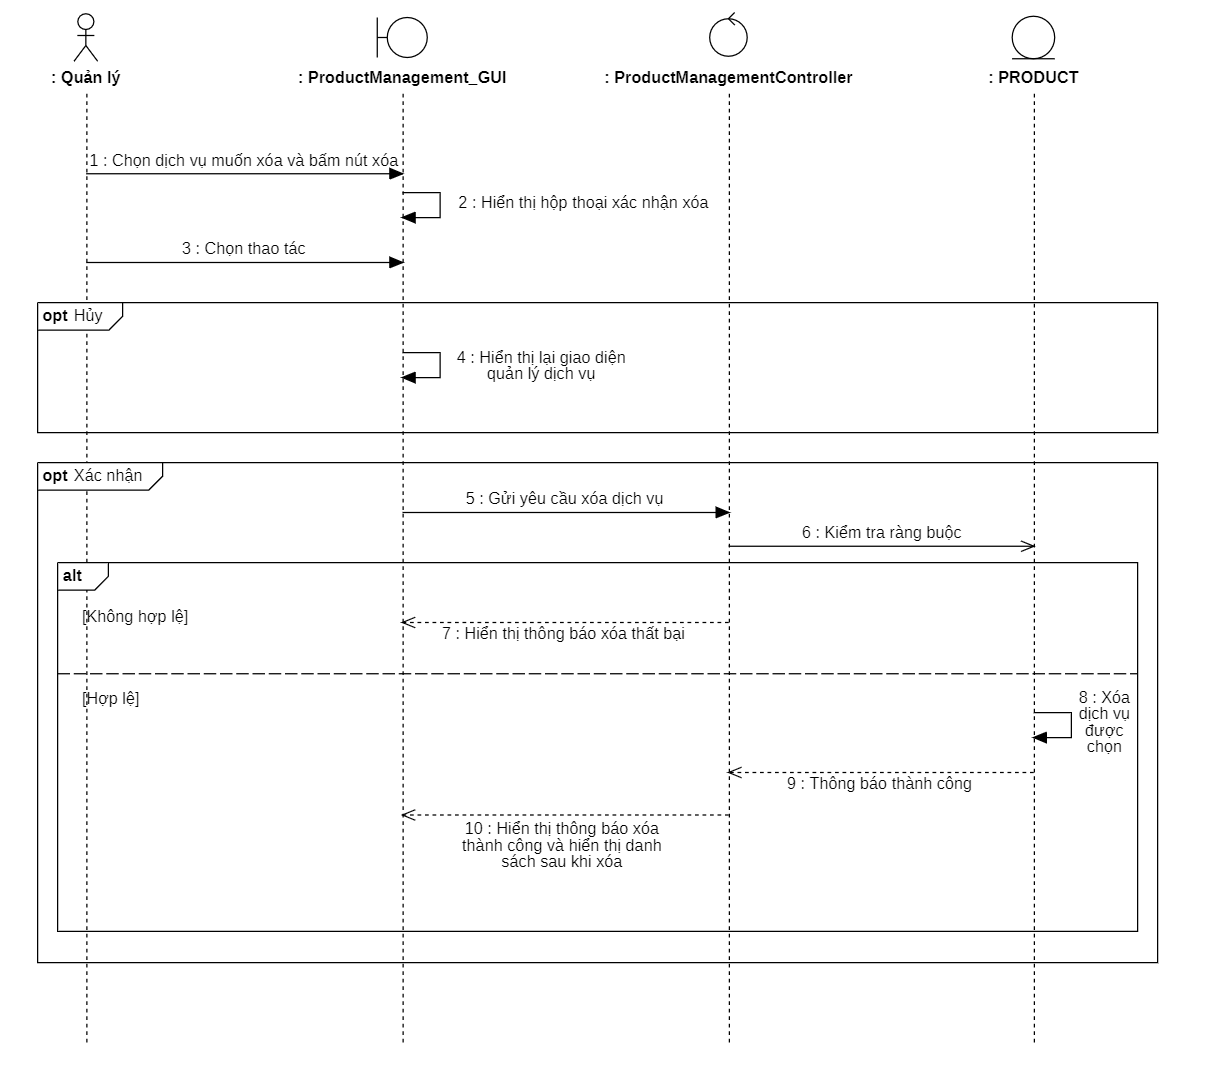 : Quản lý
: ProductManagement_GUI
: ProductManagementController
: PRODUCT
1 : Chọn dịch vụ muốn xóa và bấm nút xóa
2 : Hiển thị hộp thoại xác nhận xóa
3 : Chọn thao tác
opt Hủy
4 : Hiển thị lại giao diện
quản lý dịch vụ
opt Xác nhận
5 : Gửi yêu cầu xóa dịch vụ
6 : Kiểm tra ràng buộc
alt
[Không hợp lệ]
7 : Hiển thị thông báo xóa thất bại
[Hợp lệ]
8 : Xóa
dịch vụ
được
chọn
9 : Thông báo thành công
10 : Hiển thị thông báo xóa
thành công và hiển thị danh
sách sau khi xóa